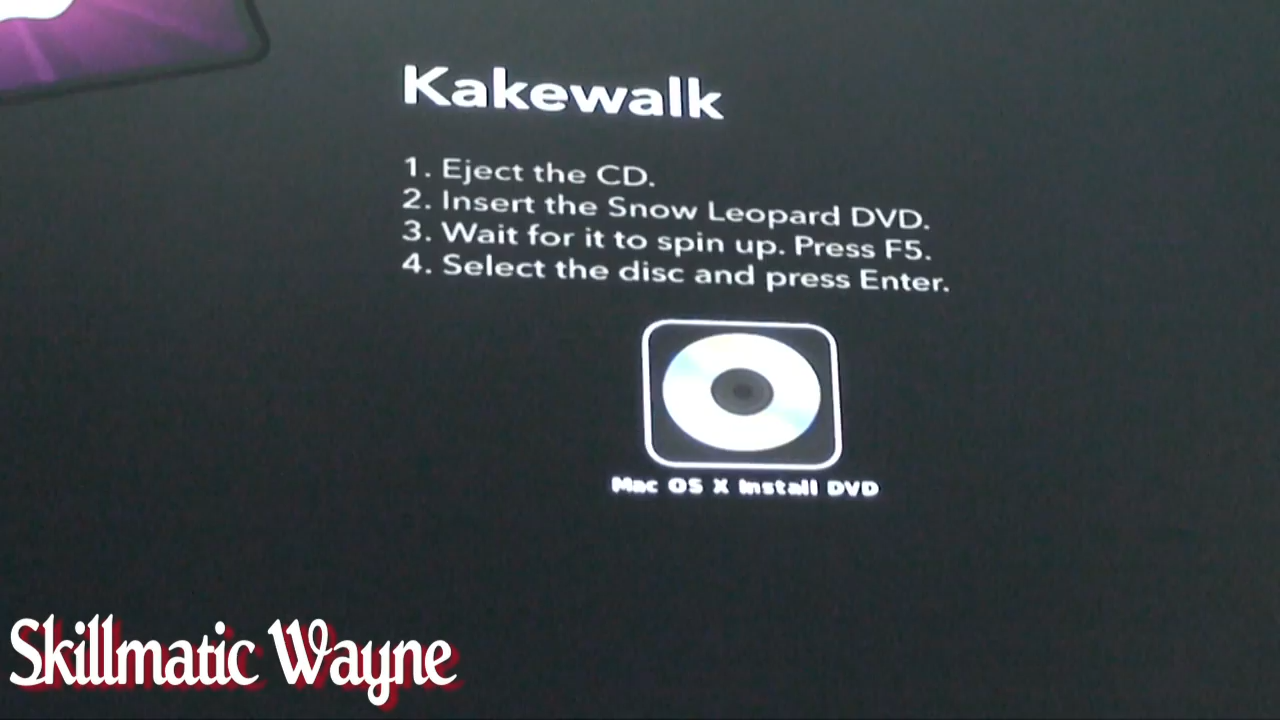 Kakewalk
1. Eject the CD.
2. Insert the Snow Leopard DVD.
3. Wait for it to spin up. Press F5.
4. Select the disc and press Enter.
Mac OS X Install DVD
Skillmatic Wayne